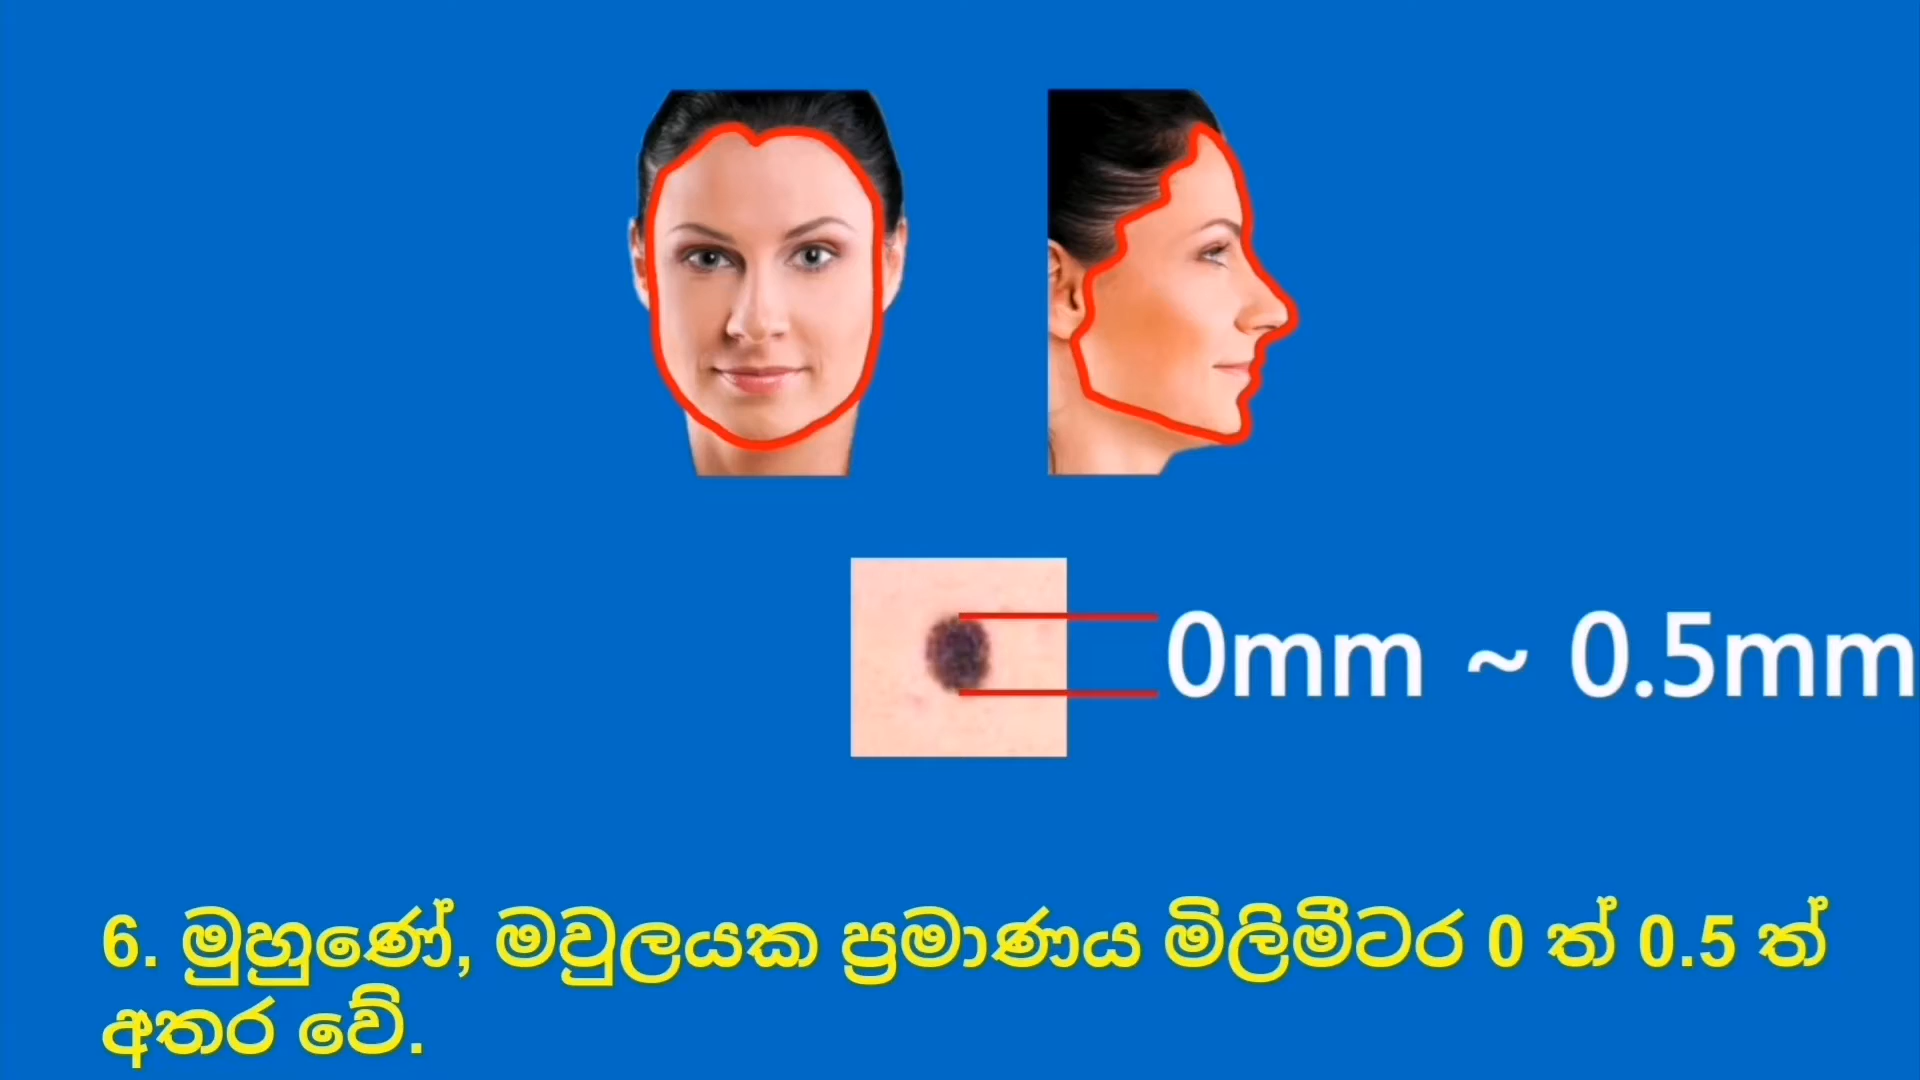 0mm ~ 0.5mm
6. මුහුණේ, මවුලයක ප්‍රමාණය මිලිමීටර 0 ත් 0.5 ත්
අතර වේ.